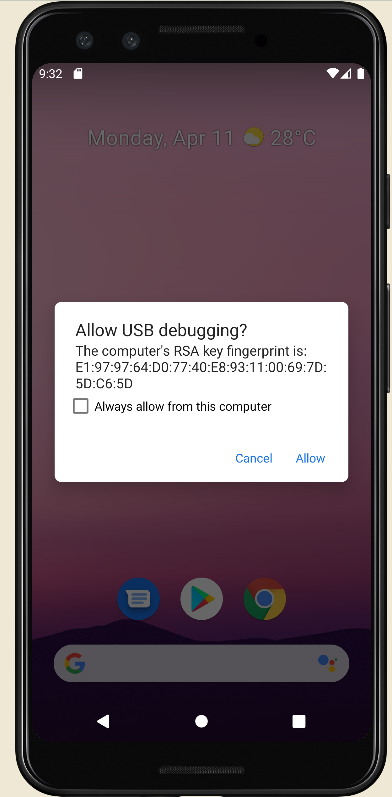 9:32
Monday, Apr 11 28°C
Allow USB debugging?
The computer's RSA key fingerprint is:
E1:97:97:64:D0:77:40:E8:93:11:00:69:7D:
5D:C6:5D
Always allow from this computer
Cancel Allow